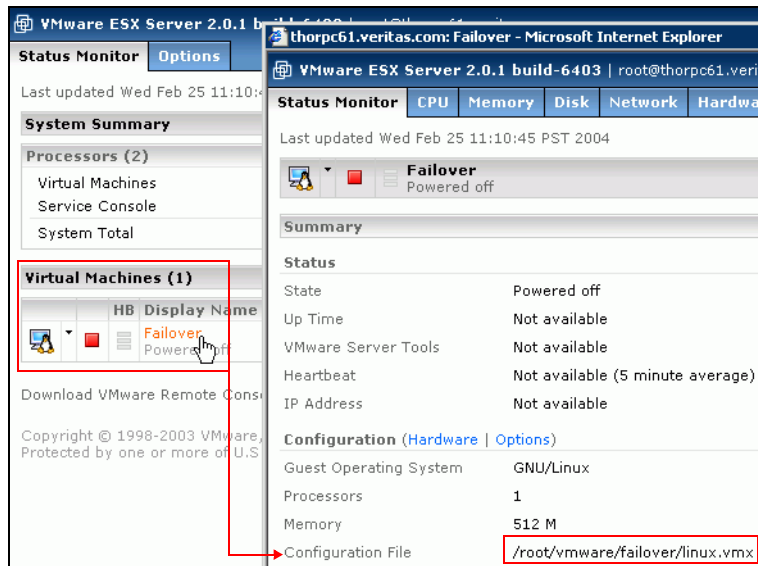 VMware ESX Server 2.0.1
Status Monitor Options
Last updated Wed Feb 25 11:10:
System Summary
Processors (2)
Virtual Machines
Service Console
System Total
Virtual Machines (1)
HB Display Name
Failover
Powered off
Download VMware Remote
Copyright © 1998-2003 VMware,
Protected by one or more of U.S
thorpc61.veritas.com: Failover - Microsoft Internet Explorer
VMware ESX Server 2.0.1 build-6403 | root@thorpc61.veri
Status Monitor CPU Memory Disk Network Hardwa
Last updated Wed Feb 25 11:10:45 PST 2004
Failover
Powered off
Summary
Status
State Powered off
Up Time Not available
VMware Server Tools Not available
Heartbeat Not available (5 minute average)
IP Address Not available
Configuration (Hardware | Options)
Guest Operating System GNU/Linux
Processors 1
Memory 512 M
Configuration File /root/vmware/failover/linux.vmx